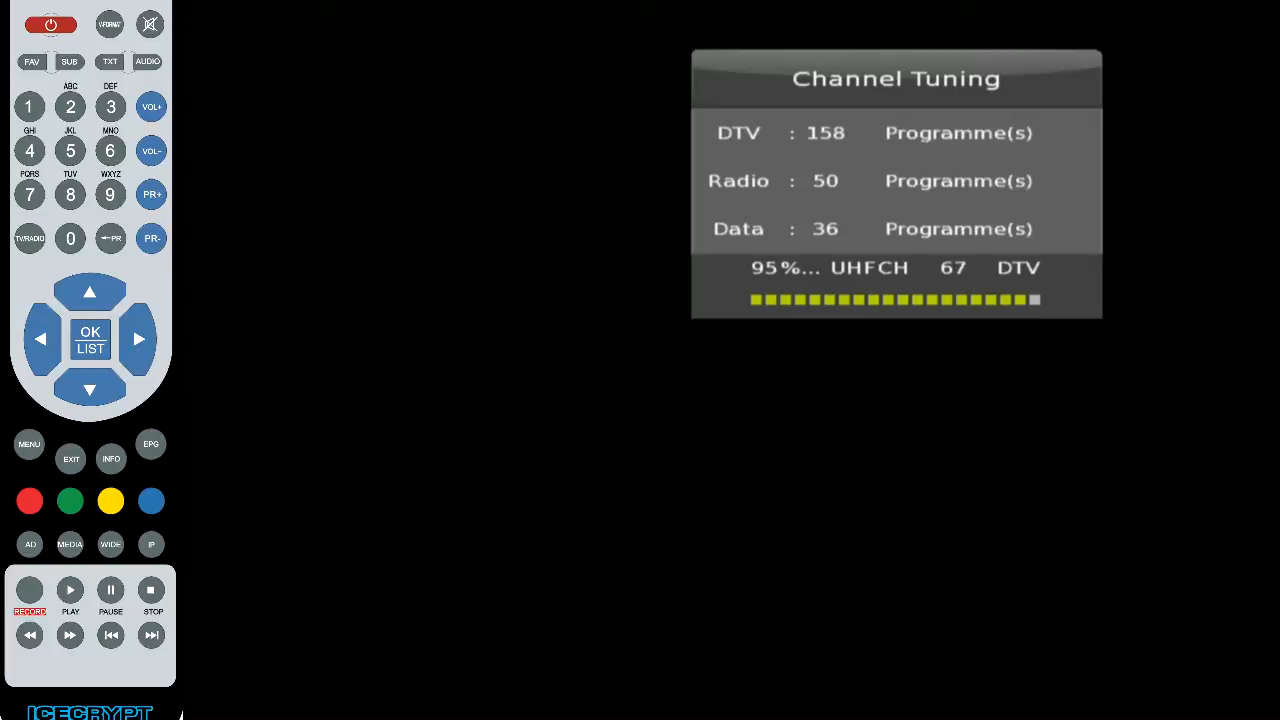 V-FORMAT
FAV SUB TXT AUDIO
ABC DEF
1 2 3 VOL+
GHI JKL MNO
4 5 6 VOL-
PQRS TUV WXYZ
7 8 9 PR+
TV/RADIO 0 ←PR PR-
OK
LIST
MENU EXIT INFO EPG
AD MEDIA WIDE IP
RECORD PLAY PAUSE STOP
ICECRYPT
Channel Tuning
DTV : 158 Programme(s)
Radio : 50 Programme(s)
Data : 36 Programme(s)
95%... UHFCH 67 DTV